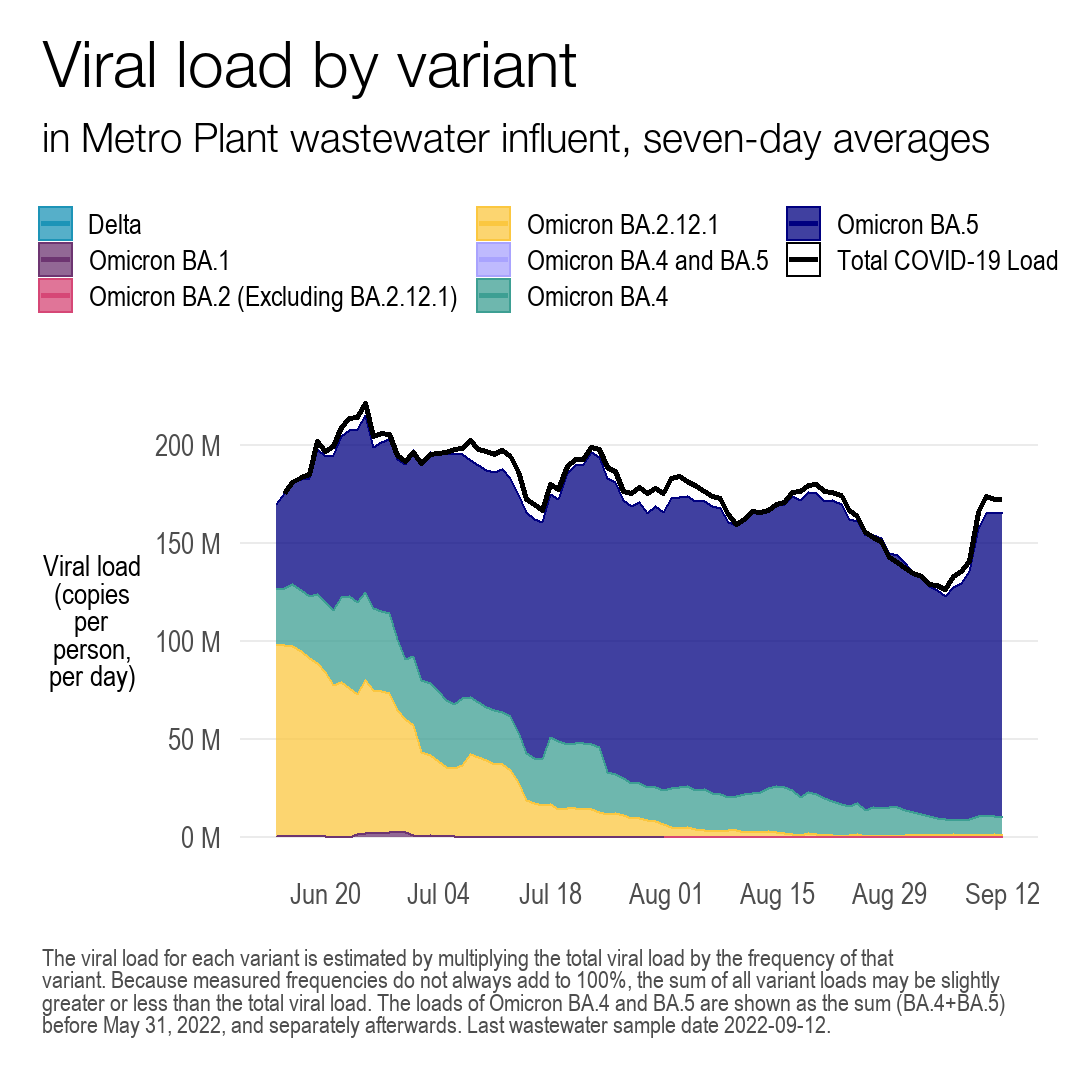 Viral load by variant
in Metro Plant wastewater influent, seven-day averages
Delta
Omicron BA.1
Omicron BA.2 (Excluding BA.2.12.1)
Omicron BA.2.12.1
Omicron BA.4 and BA.5
Omicron BA.4
Omicron BA.5
Total COVID-19 Load
200 M
150 M
100 M
50 M
0 M
Viral load
(copies
per
person,
per day)
Jun 20
Jul 04
Jul 18
Aug 01
Aug 15
Aug 29
Sep 12
The viral load for each variant is estimated by multiplying the total viral load by the frequency of that
variant. Because measured frequencies do not always add to 100%, the sum of all variant loads may be slightly
greater or less than the total viral load. The loads of Omicron BA.4 and BA.5 are shown as the sum (BA.4+BA.5)
before May 31, 2022, and separately afterwards. Last wastewater sample date 2022-09-12.